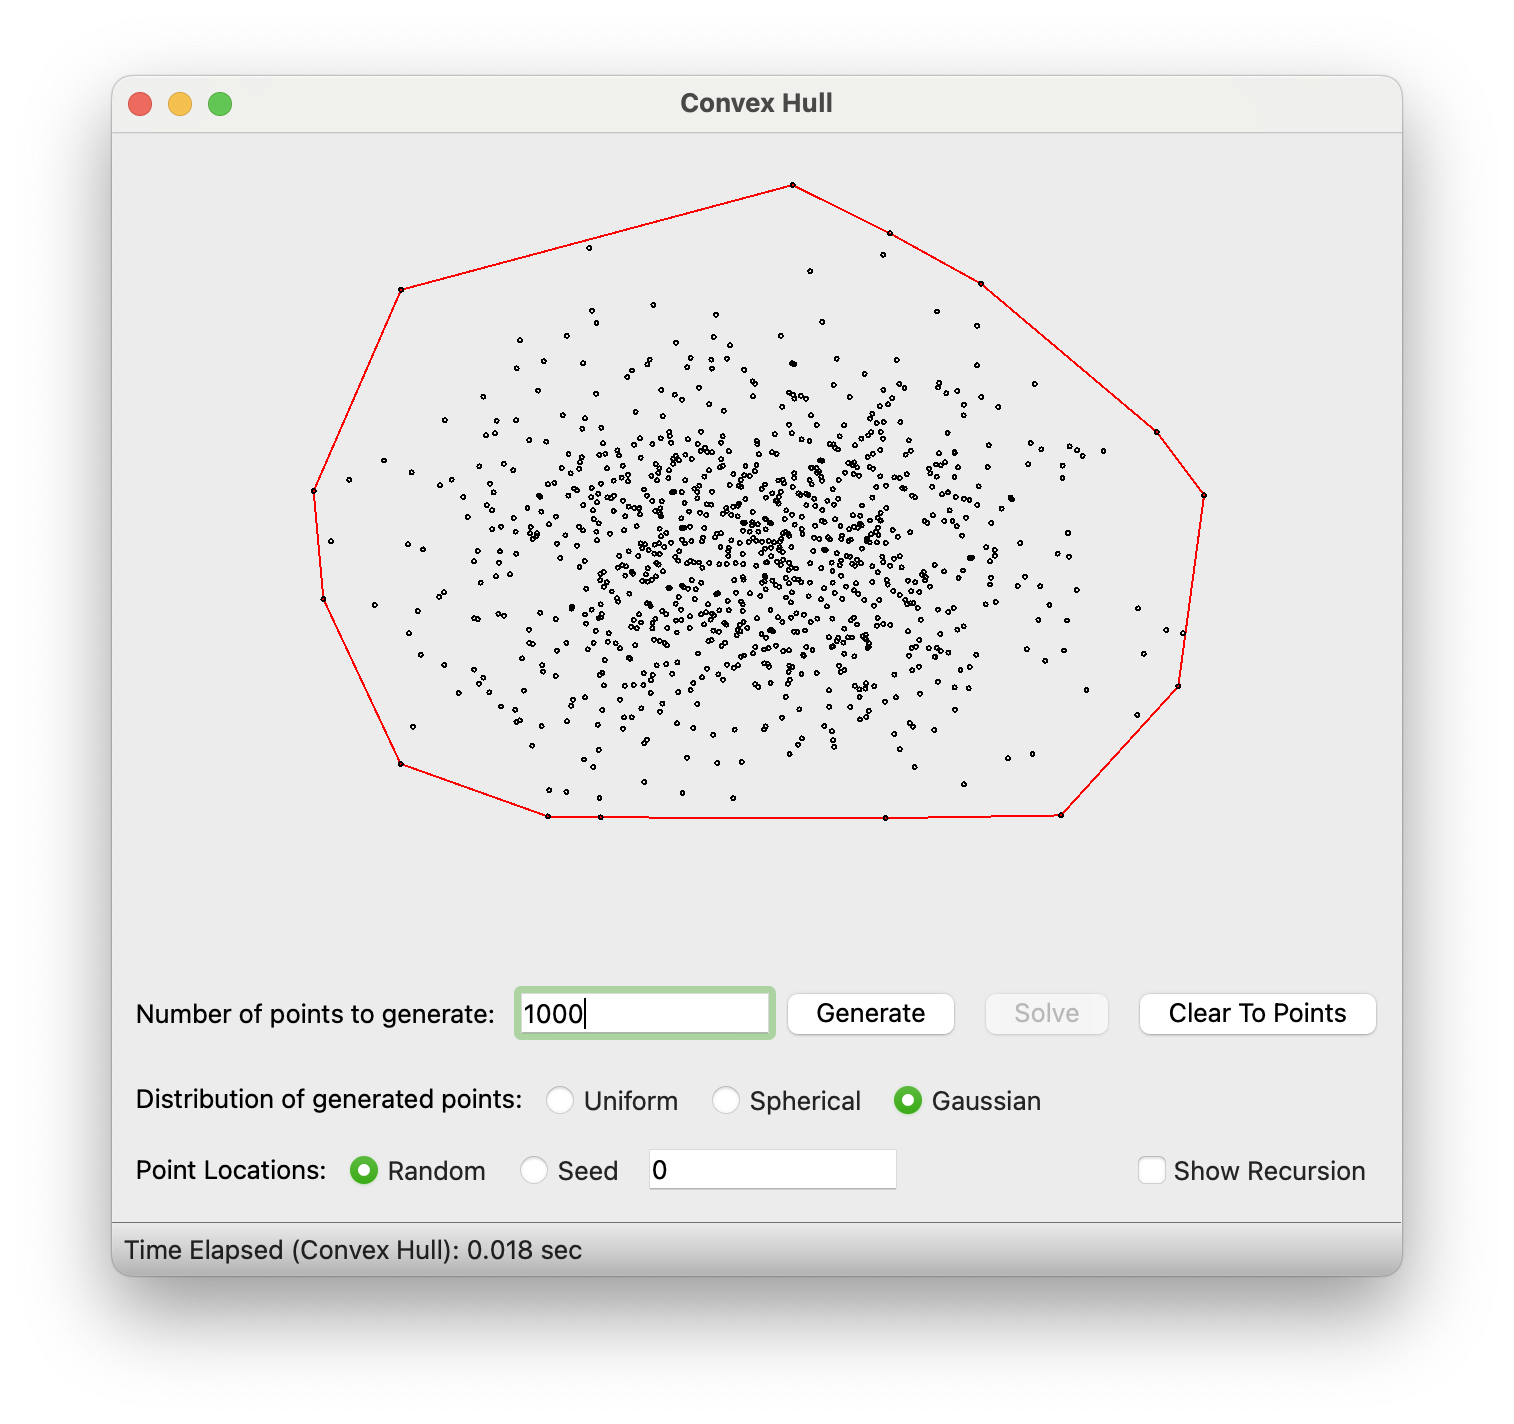 Convex Hull
Number of points to generate: 1000 Generate Solve Clear To Points
Distribution of generated points: Uniform Spherical Gaussian
Point Locations: Random Seed 0 Show Recursion
Time Elapsed (Convex Hull): 0.018 sec